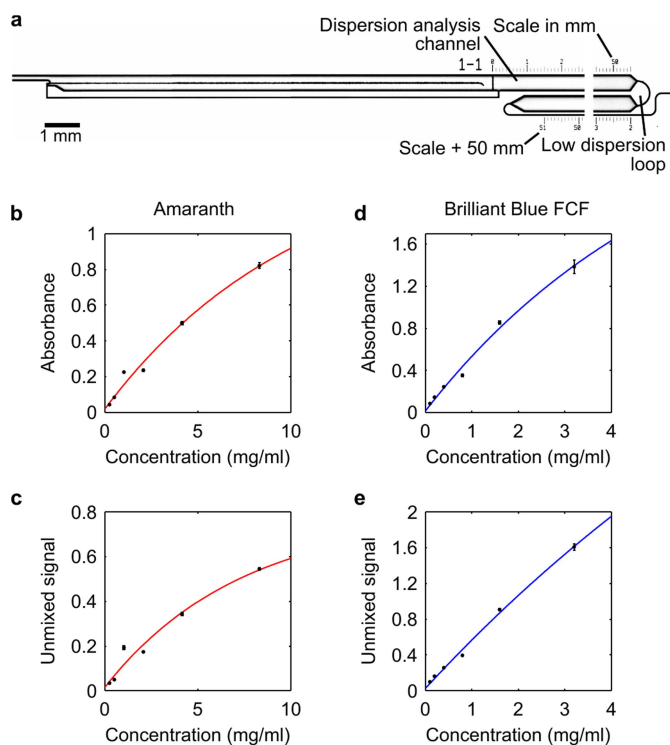 a
Dispersion analysis channel
Scale in mm
1-1
0 1 2 50
1 mm
51 50 3 2
Scale + 50 mm
Low dispersion loop
b
Amaranth
1
0.8
0.6
0.4
0.2
0
Absorbance
0 5 10
Concentration (mg/ml)
d
Brilliant Blue FCF
1.6
1.2
0.8
0.4
0
Absorbance
0 1 2 3 4
Concentration (mg/ml)
c
0.8
0.6
0.4
0.2
0
Unmixed signal
0 5 10
Concentration (mg/ml)
e
2
1.6
1.2
0.8
0.4
0
Unmixed signal
0 1 2 3 4
Concentration (mg/ml)